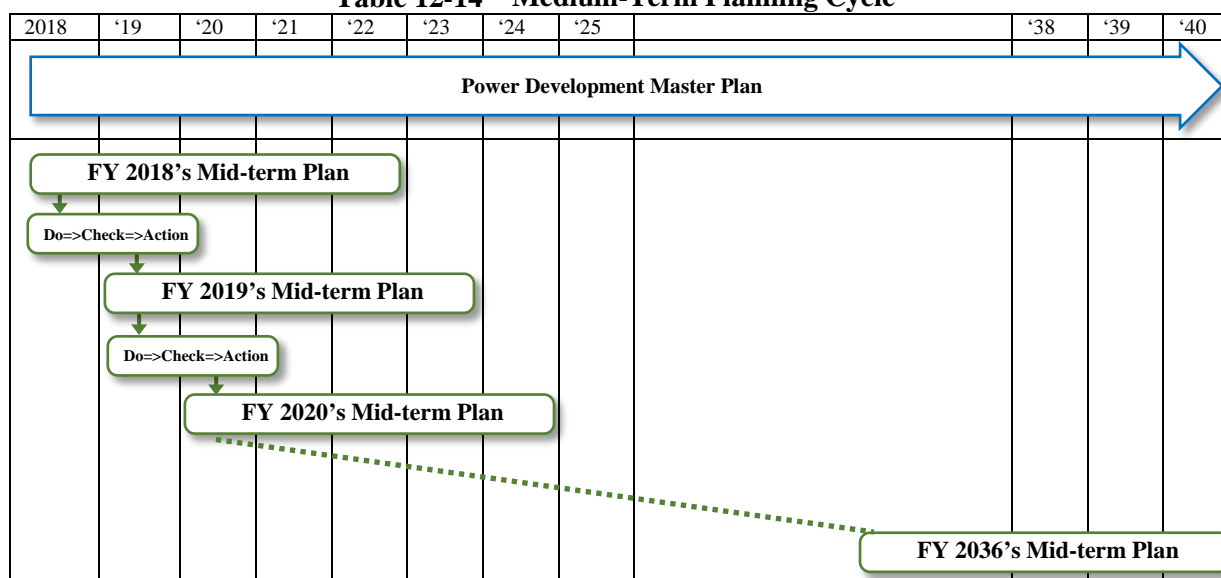 Table 12-14 Medium-Term Planning Cycle
2018 ‘19 ‘20 ‘21 ‘22 ‘23 ‘24 ‘25 ‘38 ‘39 ‘40
Power Development Master Plan
FY 2018’s Mid-term Plan
Do=>Check=>Action
FY 2019’s Mid-term Plan
Do=>Check=>Action
FY 2020’s Mid-term Plan
FY 2036’s Mid-term Plan